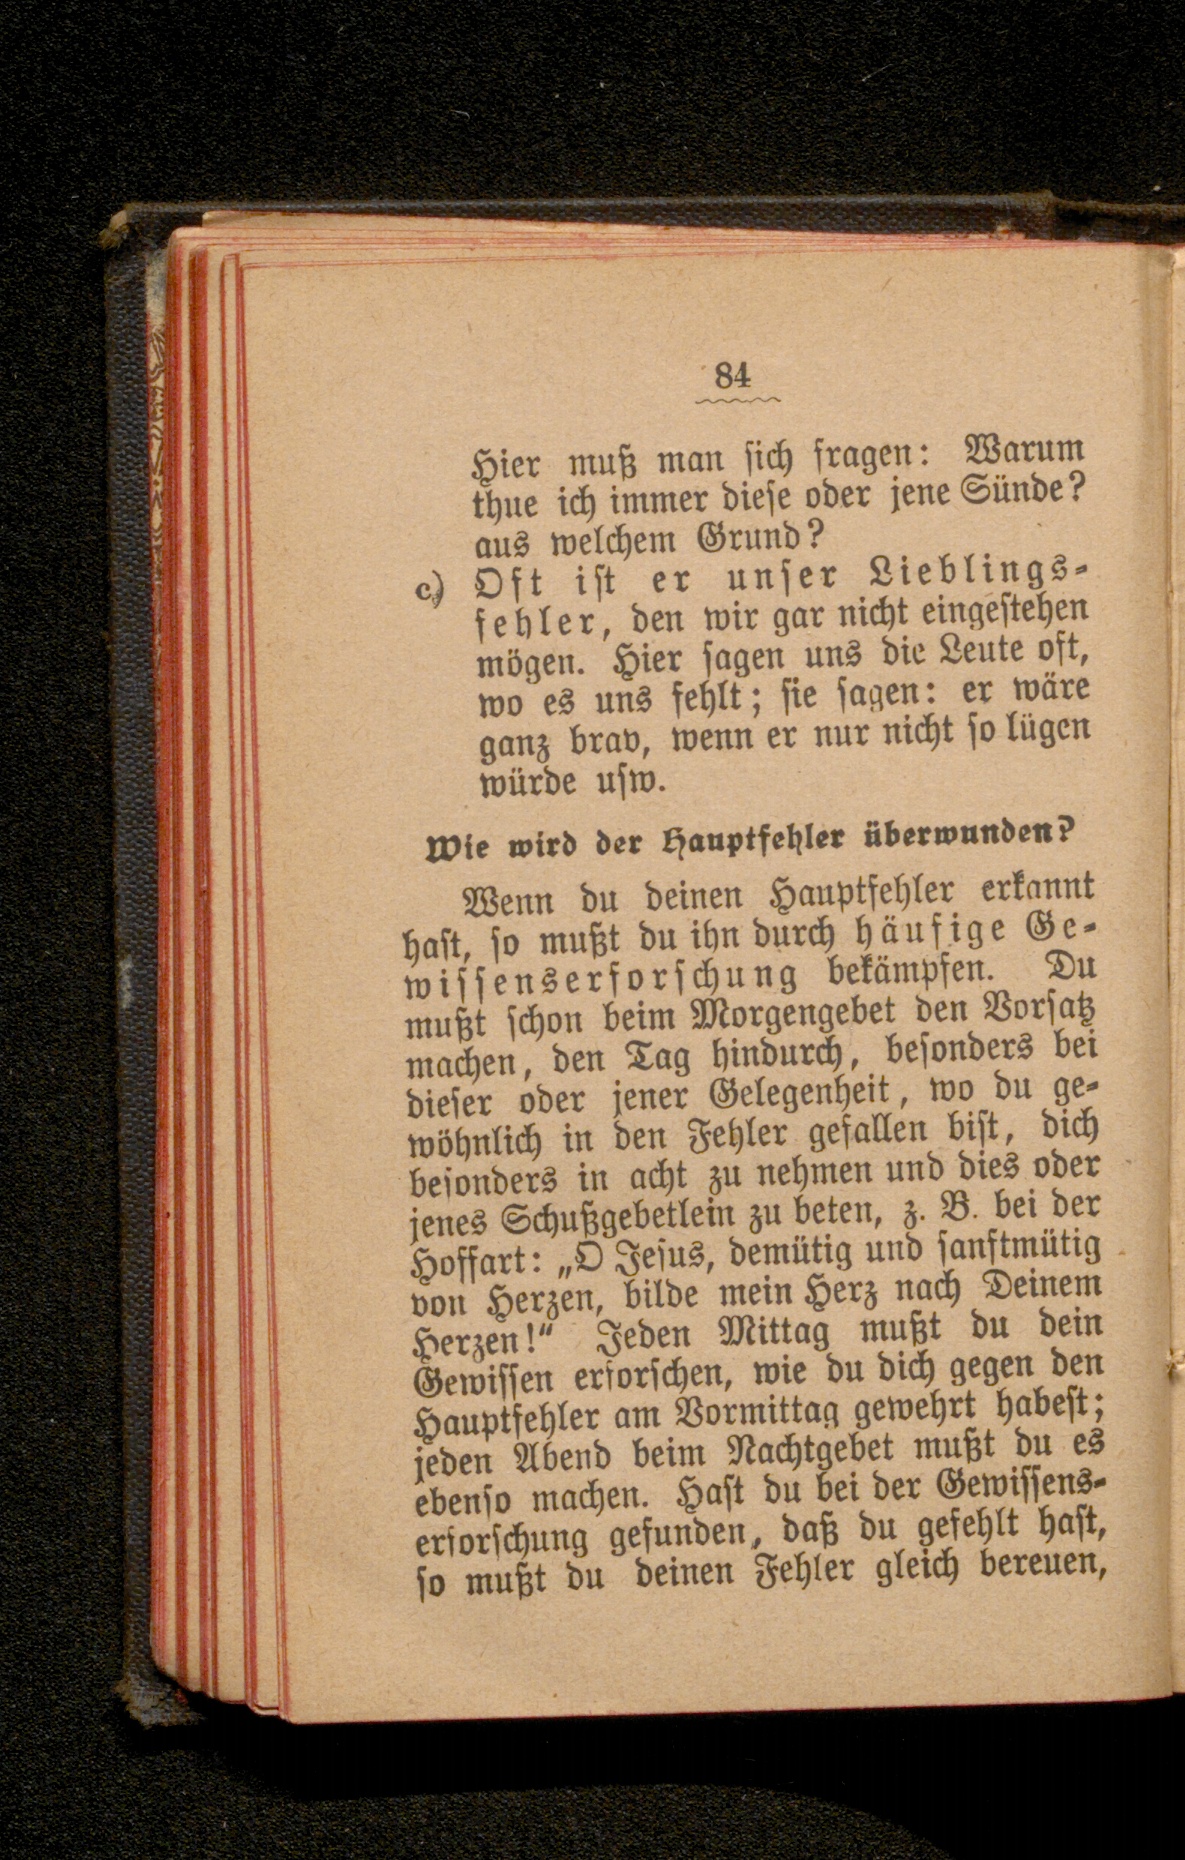 84
Hier muß man sich fragen: Warum
thue ich immer diese oder jene Sünde?
aus welchem Grund?
c) Oft ist er unser Lieblings-
fehler, den wir gar nicht eingestehen
mögen. Hier sagen uns die Leute oft,
wo es uns fehlt; sie sagen: er wäre
ganz brav, wenn er nur nicht so lügen
würde usw.
Wie wird der Hauptfehler überwunden?
Wenn du deinen Hauptfehler erkannt
hast, so mußt du ihn durch häufige Ge-
wissenserforschung bekämpfen. Du
mußt schon beim Morgengebet den Vorsatz
machen, den Tag hindurch, besonders bei
dieser oder jener Gelegenheit, wo du ge-
wöhnlich in den Fehler gefallen bist, dich
besonders in acht zu nehmen und dies oder
jenes Schußgebetlein zu beten, z. B. bei der
Hoffart: „O Jesus, demütig und sanftmütig
von Herzen, bilde mein Herz nach Deinem
Herzen!“ Jeden Mittag mußt du dein
Gewissen erforschen, wie du dich gegen den
Hauptfehler am Vormittag gewehrt habest;
jeden Abend beim Nachtgebet mußt du es
ebenso machen. Hast du bei der Gewissens-
erforschung gefunden, daß du gefehlt hast,
so mußt du deinen Fehler gleich bereuen,